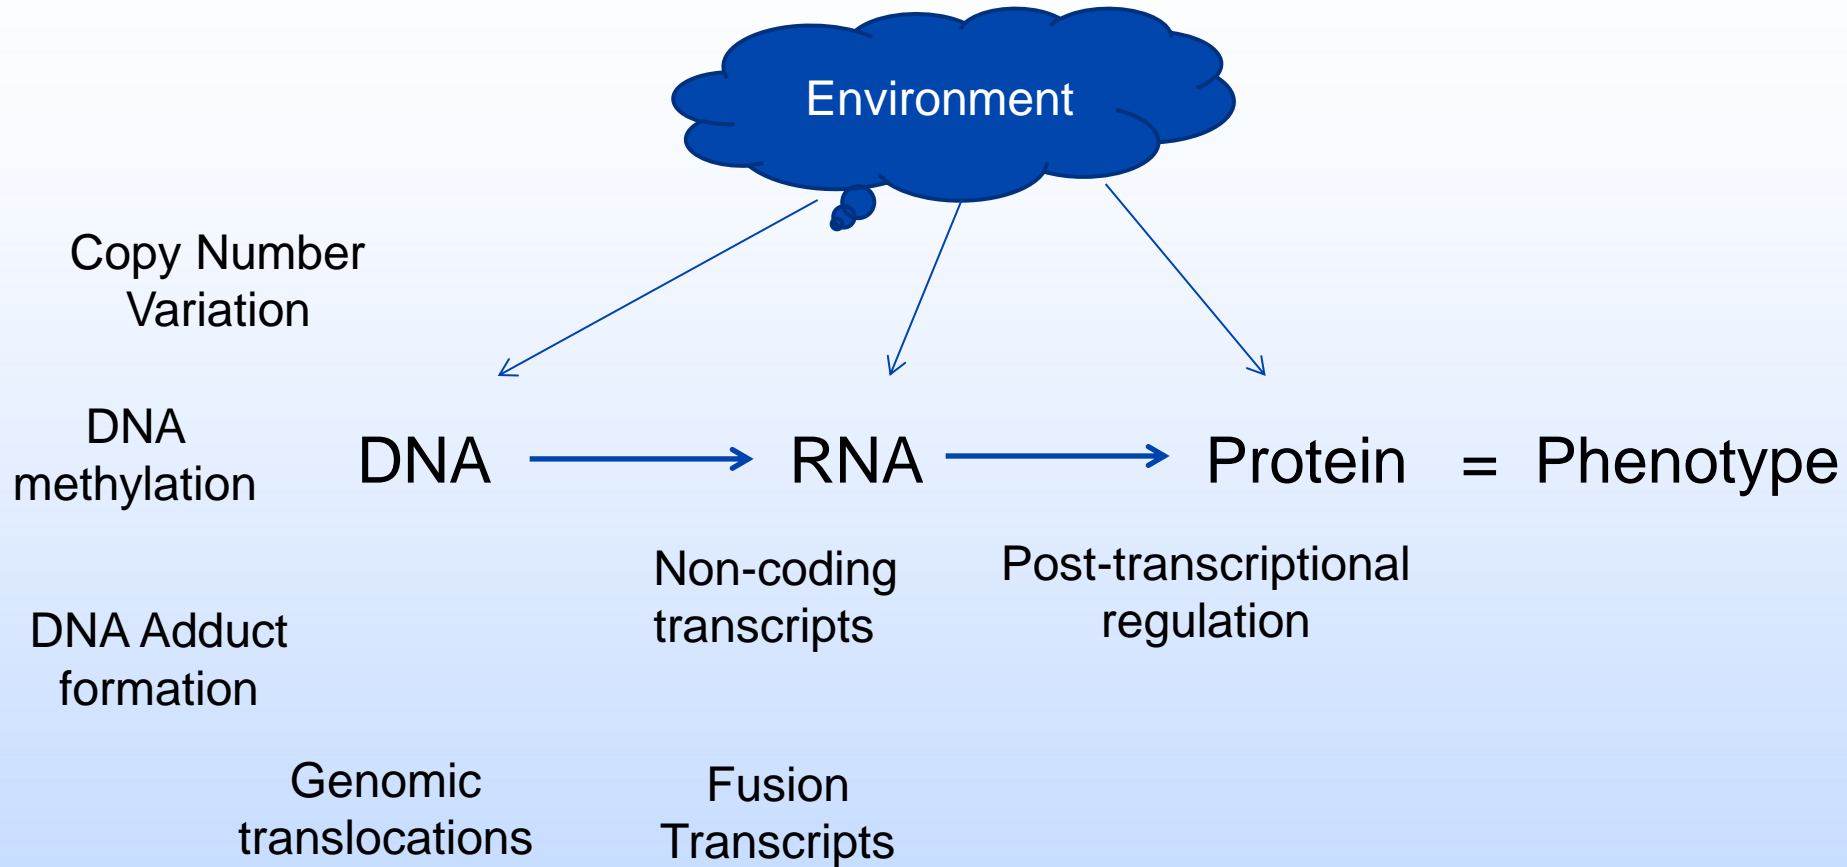 Environment
Copy Number
Variation
DNA
methylation
DNA
RNA
Protein = Phenotype
Non-coding
transcripts
Post-transcriptional
regulation
DNA Adduct
formation
Genomic
translocations
Fusion
Transcripts